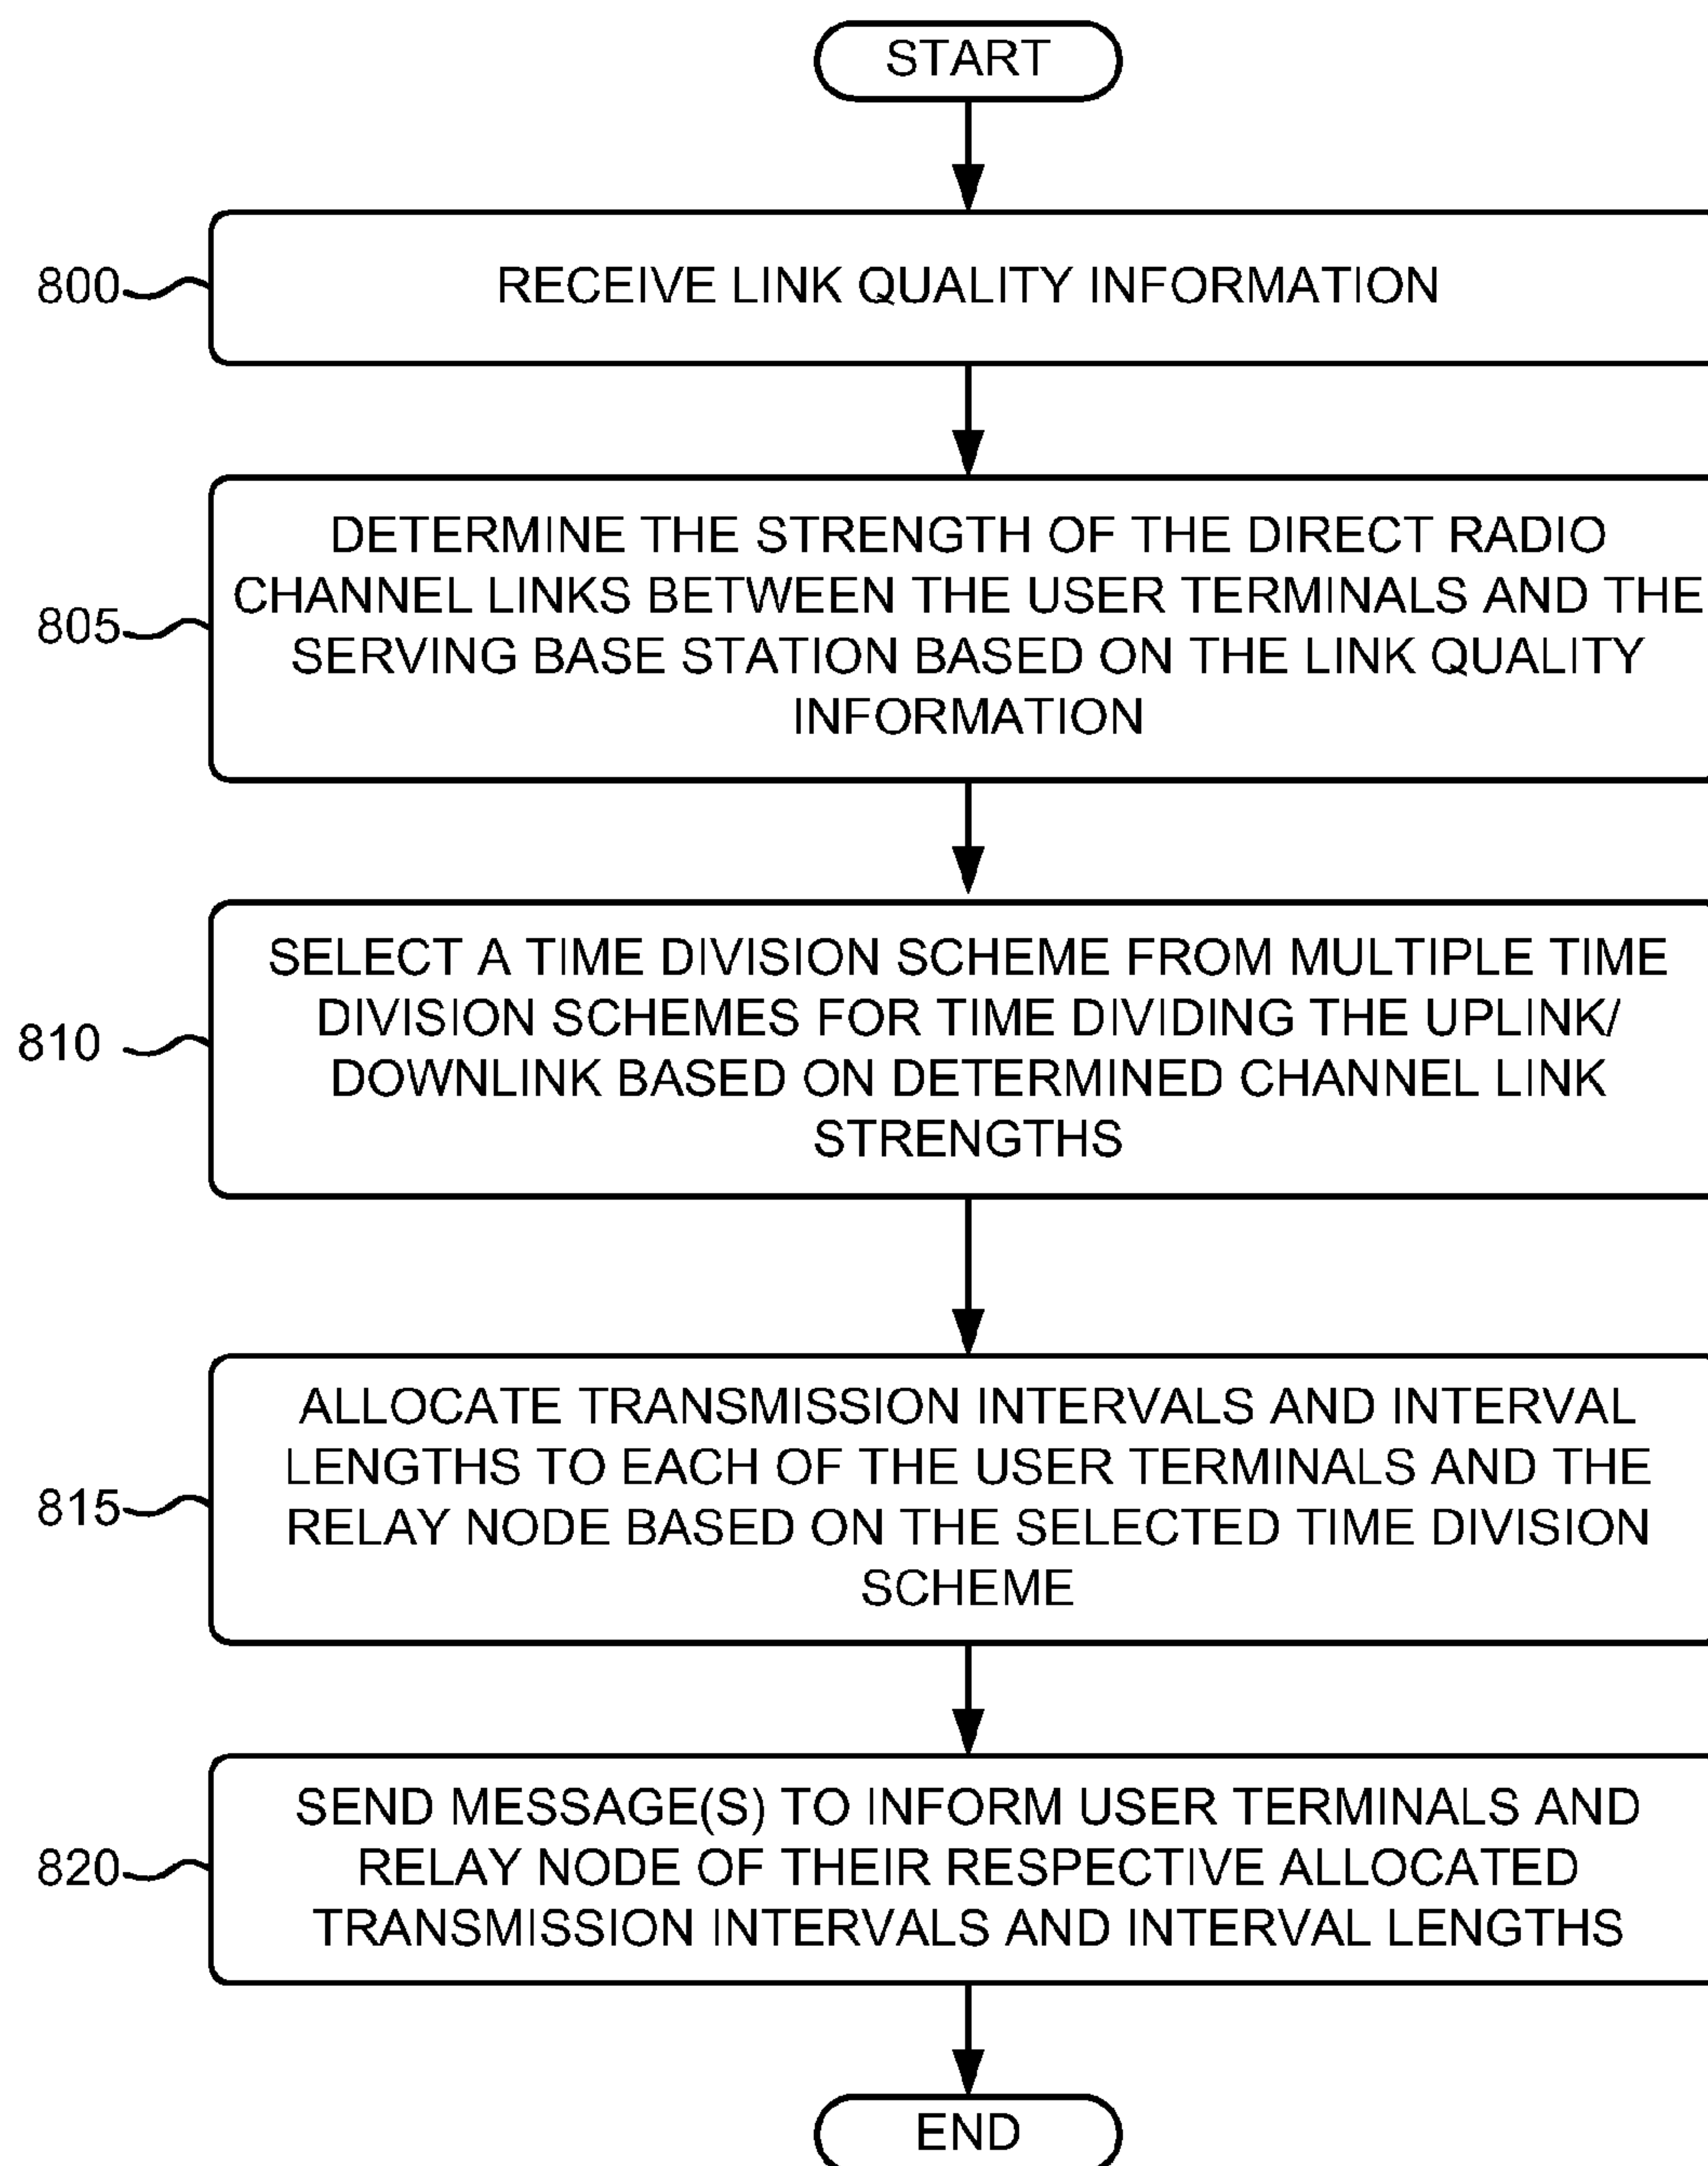 START
800
RECEIVE LINK QUALITY INFORMATION
805
DETERMINE THE STRENGTH OF THE DIRECT RADIO
CHANNEL LINKS BETWEEN THE USER TERMINALS AND THE
SERVING BASE STATION BASED ON THE LINK QUALITY
INFORMATION
810
SELECT A TIME DIVISION SCHEME FROM MULTIPLE TIME
DIVISION SCHEMES FOR TIME DIVIDING THE UPLINK/
DOWNLINK BASED ON DETERMINED CHANNEL LINK
STRENGTHS
815
ALLOCATE TRANSMISSION INTERVALS AND INTERVAL
LENGTHS TO EACH OF THE USER TERMINALS AND THE
RELAY NODE BASED ON THE SELECTED TIME DIVISION
SCHEME
820
SEND MESSAGE(S) TO INFORM USER TERMINALS AND
RELAY NODE OF THEIR RESPECTIVE ALLOCATED
TRANSMISSION INTERVALS AND INTERVAL LENGTHS
END